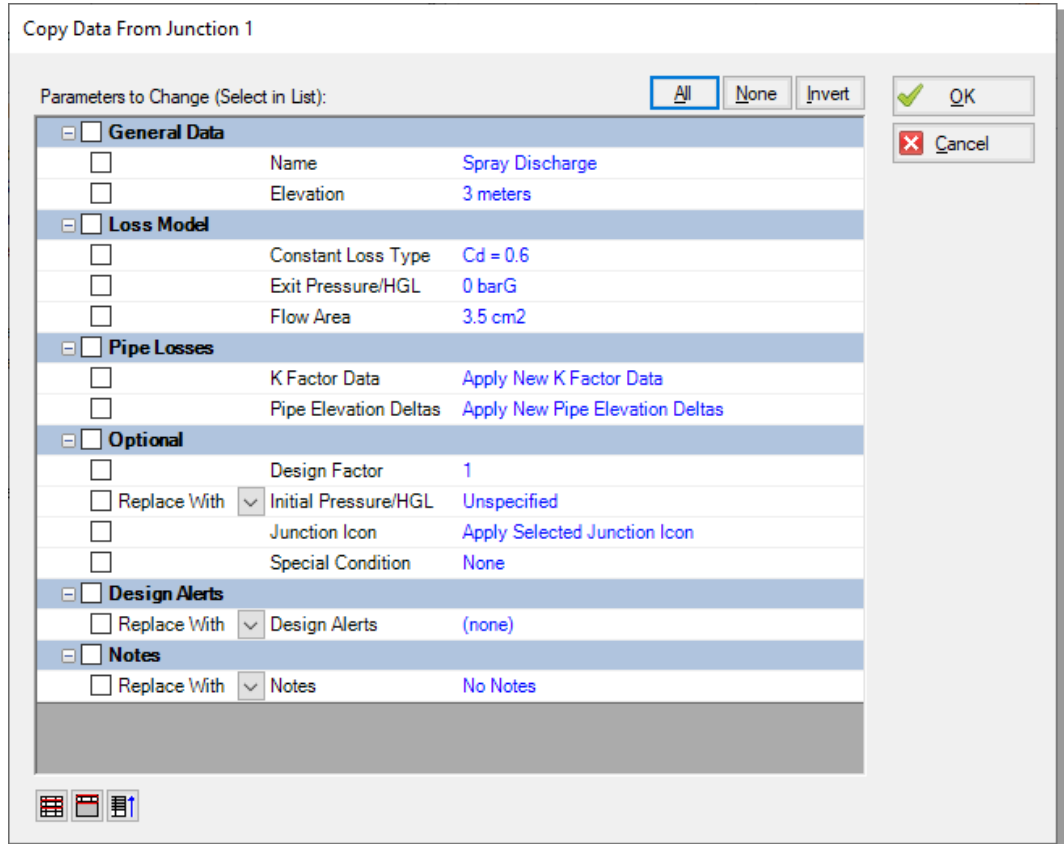 Copy Data From Junction 1
Parameters to Change (Select in List): All None Invert OK
Cancel
General Data
Name Spray Discharge
Elevation 3 meters
Loss Model
Constant Loss Type Cd = 0.6
Exit Pressure/HGL 0 barG
Flow Area 3.5 cm2
Pipe Losses
K Factor Data Apply New K Factor Data
Pipe Elevation Deltas Apply New Pipe Elevation Deltas
Optional
Design Factor 1
Replace With Initial Pressure/HGL Unspecified
Junction Icon Apply Selected Junction Icon
Special Condition None
Design Alerts
Replace With Design Alerts (none)
Notes
Replace With Notes No Notes